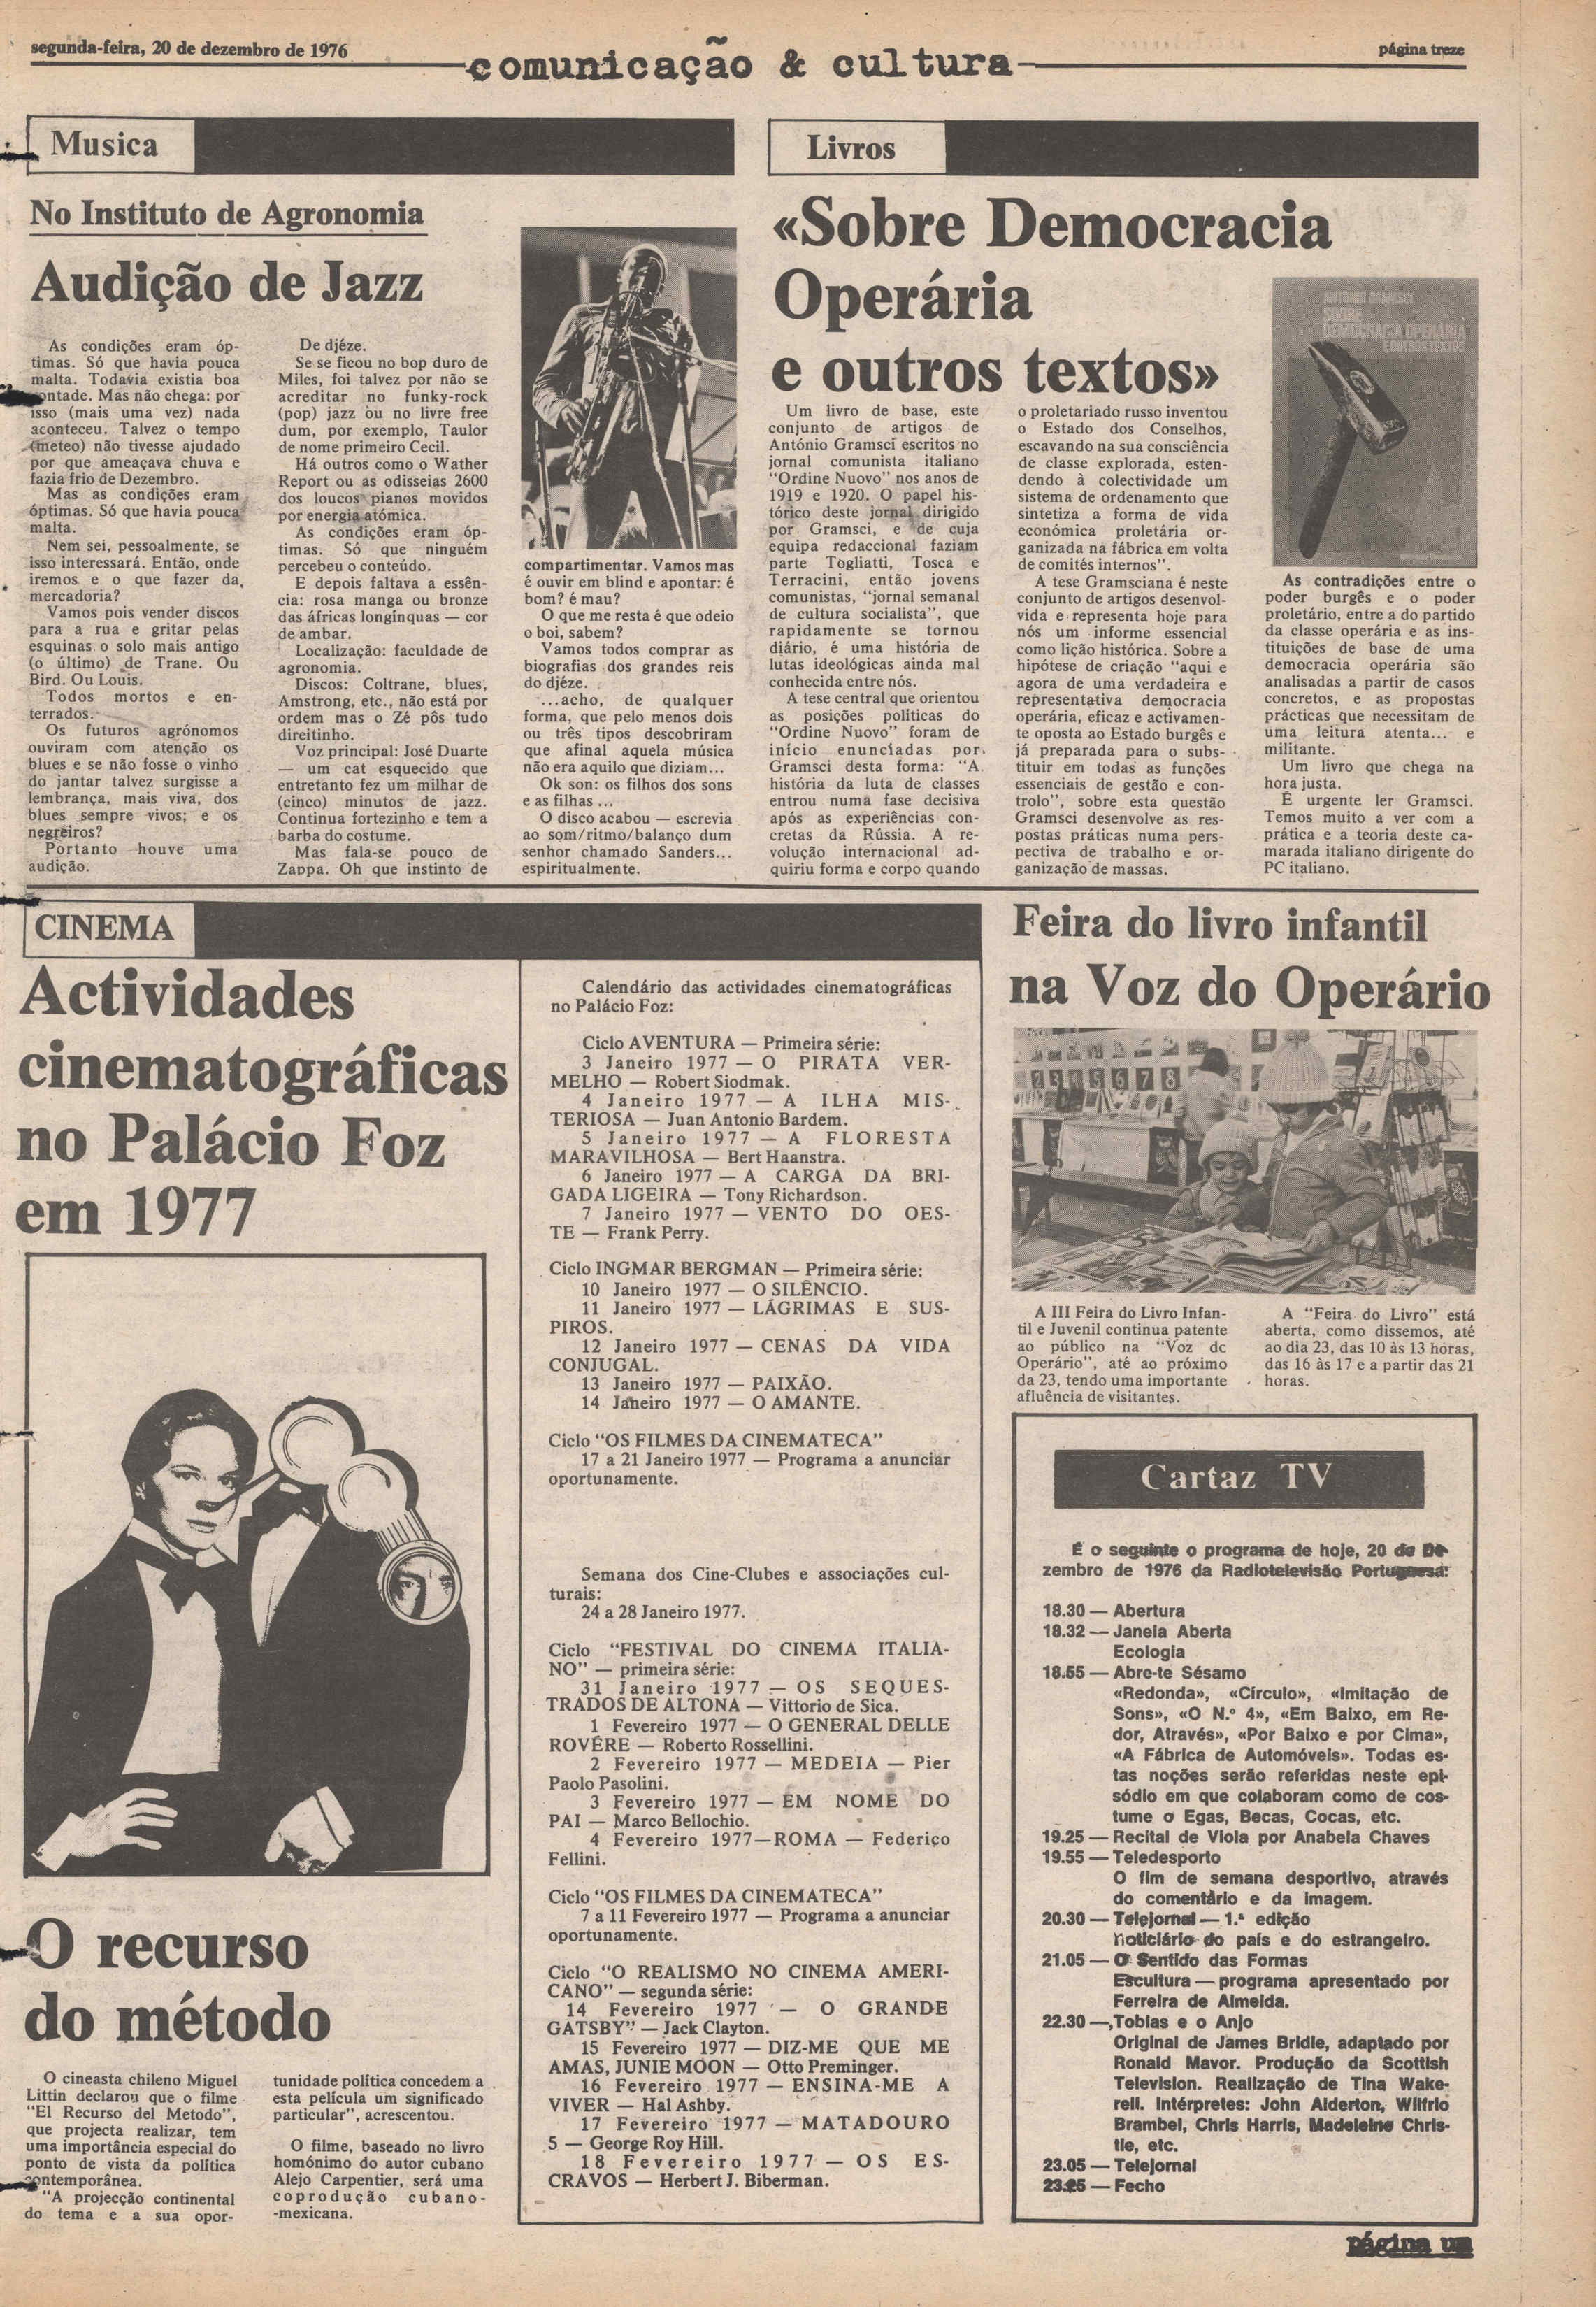 segunda-feira, 20 de dezembro de 1976
comunicação & cultura
página treze
Musica
No Instituto de Agronomia
Audição de Jazz
As condições eram óp-
timas. Só que havia pouca
malta. Todavia existia boa
ontade. Mas não chega: por
isso (mais uma vez) nada
aconteceu. Talvez o tempo
(meteo) não tivesse ajudado
por que ameaçava chuva e
fazia frio de Dezembro.
Mas as condições eram
óptimas. Só que havia pouca
malta.
Nem sei, pessoalmente, se
isso interessará. Então, onde
iremos e o que fazer da
mercadoria?
Vamos pois vender discos
para a rua e gritar pelas
esquinas o solo mais antigo
(o último) de Trane. Ou
Bird. Ou Louis.
Todos mortos e en-
terrados.
Os futuros agrónomos
ouviram com atenção os
blues e se não fosse o vinho
do jantar talvez surgisse a
lembrança, mais viva, dos
blues sempre vivos; e os
negreiros?
Portanto houve uma
audição.
De djéze.
Se se ficou no bop duro de
Miles, foi talvez por não se
acreditar no funky-rock
(pop) jazz ou no livre free
dum, por exemplo, Taulor
de nome primeiro Cecil.
Há outros como o Wather
Report ou as odisseias 2600
dos loucos pianos movidos
por energia atómica.
As condições eram óp-
timas. Só que ninguém
percebeu o conteúdo.
E depois faltava a essên-
cia: rosa manga ou bronze
das áfricas longínquas — cor
de ambar.
Localização: faculdade de
agronomia.
Discos: Coltrane, blues,
Amstrong, etc., não está por
ordem mas o Zé pôs tudo
direitinho.
Voz principal: José Duarte
— um cat esquecido que
entretanto fez um milhar de
(cinco) minutos de jazz.
Continua fortezinho e tem a
barba do costume.
Mas fala-se pouco de
Zappa. Oh que instinto de
compartimentar. Vamos mas
é ouvir em blind e apontar: é
bom? é mau?
O que me resta é que odeio
o boi, sabem?
Vamos todos comprar as
biografias dos grandes reis
do djéze.
...acho, de qualquer
forma, que pelo menos dois
ou três tipos descobriram
que afinal aquela música
não era aquilo que diziam...
Ok son: os filhos dos sons
e as filhas ...
O disco acabou — escrevia
ao som/ritmo/balanço dum
senhor chamado Sanders...
espiritualmente.
Livros
«Sobre Democracia
Operária
e outros textos»
ANTONIO GRAMSCI
SOBRE
DEMOCRACIA OPERÁRIA
E OUTROS TEXTOS
Um livro de base, este
conjunto de artigos de
António Gramsci escritos no
jornal comunista italiano
"Ordine Nuovo" nos anos de
1919 e 1920. O papel his-
tórico deste jornal dirigido
por Gramsci, e de cuja
equipa redaccional faziam
parte Togliatti, Tosca e
Terracini, então jovens
comunistas, "jornal semanal
de cultura socialista", que
rapidamente se tornou
diário, é uma história de
lutas ideológicas ainda mal
conhecida entre nós.
A tese central que orientou
as posições políticas do
"Ordine Nuovo" foram de
início enunciadas por
Gramsci desta forma: "A
história da luta de classes
entrou numa fase decisiva
após as experiências con-
cretas da Rússia. A re-
volução internacional ad-
quiriu forma e corpo quando
o proletariado russo inventou
o Estado dos Conselhos,
escavando na sua consciência
de classe explorada, esten-
dendo à colectividade um
sistema de ordenamento que
sintetiza a forma de vida
económica proletária or-
ganizada na fábrica em volta
de comités internos".
A tese Gramsciana é neste
conjunto de artigos desenvol-
vida e representa hoje para
nós um informe essencial
como lição histórica. Sobre a
hipótese de criação "aqui e
agora de uma verdadeira e
representativa democracia
operária, eficaz e activamen-
te oposta ao Estado burguês e
já preparada para o subs-
tituir em todas as funções
essenciais de gestão e con-
trolo", sobre esta questão
Gramsci desenvolve as res-
postas práticas numa pers-
pectiva de trabalho e or-
ganização de massas.
As contradições entre o
poder burguês e o poder
proletário, entre a do partido
da classe operária e as ins-
tituições de base de uma
democracia operária são
analisadas a partir de casos
concretos, e as propostas
prácticas que necessitam de
uma leitura atenta... e
militante.
Um livro que chega na
hora justa.
É urgente ler Gramsci.
Temos muito a ver com a
prática e a teoria deste ca-
marada italiano dirigente do
PC italiano.
CINEMA
Actividades
cinematográficas
no Palácio Foz
em 1977
O recurso
do método
O cineasta chileno Miguel
Littin declarou que o filme
"El Recurso del Metodo",
que projecta realizar, tem
uma importância especial do
ponto de vista da política
contemporânea.
"A projecção continental
do tema e a sua opor-
tunidade política concedem a
esta película um significado
particular", acrescentou.
O filme, baseado no livro
homónimo do autor cubano
Alejo Carpentier, será uma
coprodução cubano-
-mexicana.
Calendário das actividades cinematográficas
no Palácio Foz:
Ciclo AVENTURA — Primeira série:
3 Janeiro 1977 — O PIRATA VER-
MELHO — Robert Siodmak.
4 Janeiro 1977 — A ILHA MIS-
TERIOSA — Juan Antonio Bardem.
5 Janeiro 1977 — A FLORESTA
MARAVILHOSA — Bert Haanstra.
6 Janeiro 1977 — A CARGA DA BRI-
GADA LIGEIRA — Tony Richardson.
7 Janeiro 1977 — VENTO DO OES-
TE — Frank Perry.
Ciclo INGMAR BERGMAN — Primeira série:
10 Janeiro 1977 — O SILÊNCIO.
11 Janeiro 1977 — LÁGRIMAS E SUS-
PIROS.
12 Janeiro 1977 — CENAS DA VIDA
CONJUGAL.
13 Janeiro 1977 — PAIXÃO.
14 Janeiro 1977 — O AMANTE.
Ciclo "OS FILMES DA CINEMATECA"
17 a 21 Janeiro 1977 — Programa a anunciar
oportunamente.
Semana dos Cine-Clubes e associações cul-
turais:
24 a 28 Janeiro 1977.
Ciclo "FESTIVAL DO CINEMA ITALIA-
NO" — primeira série:
31 Janeiro 1977 — OS SEQUES-
TRADOS DE ALTONA — Vittorio de Sica.
1 Fevereiro 1977 — O GENERAL DELLE
ROVÉRE — Roberto Rossellini.
2 Fevereiro 1977 — MEDEIA — Pier
Paolo Pasolini.
3 Fevereiro 1977 — EM NOME DO
PAI — Marco Bellochio.
4 Fevereiro 1977—ROMA — Federico
Fellini.
Ciclo "OS FILMES DA CINEMATECA"
7 a 11 Fevereiro 1977 — Programa a anunciar
oportunamente.
Ciclo "O REALISMO NO CINEMA AMERI-
CANO" — segunda série:
14 Fevereiro 1977 — O GRANDE
GATSBY" — Jack Clayton.
15 Fevereiro 1977 — DIZ-ME QUE ME
AMAS, JUNIE MOON — Otto Preminger.
16 Fevereiro 1977 — ENSINA-ME A
VIVER — Hal Ashby.
17 Fevereiro 1977 — MATADOURO
5 — George Roy Hill.
18 Fevereiro 1977 — OS ES-
CRAVOS — Herbert J. Biberman.
Feira do livro infantil
na Voz do Operário
2 3 4 5 6 7 8
A III Feira do Livro Infan-
til e Juvenil continua patente
ao público na "Voz do
Operário", até ao próximo
da 23, tendo uma importante
afluência de visitantes.
A "Feira do Livro" está
aberta, como dissemos, até
ao dia 23, das 10 às 13 horas,
das 16 às 17 e a partir das 21
horas.
Cartaz TV
É o seguinte o programa de hoje, 20 de De-
zembro de 1976 da Radiotelevisão Portuguesa:
18.30 — Abertura
18.32 — Janela Aberta
Ecologia
18.55 — Abre-te Sésamo
«Redonda», «Círculo», «Imitação de
Sons», «O N.º 4», «Em Baixo, em Re-
dor, Através», «Por Baixo e por Cima»,
«A Fábrica de Automóveis». Todas es-
tas noções serão referidas neste epi-
sódio em que colaboram como de cos-
tume o Egas, Becas, Cocas, etc.
19.25 — Recital de Viola por Anabela Chaves
19.55 — Teledesporto
O fim de semana desportivo, através
do comentário e da imagem.
20.30 — Telejornal — 1.ª edição
Noticiário do país e do estrangeiro.
21.05 — O Sentido das Formas
Escultura — programa apresentado por
Ferreira de Almeida.
22.30 — Tobias e o Anjo
Original de James Bridie, adaptado por
Ronald Mavor. Produção da Scottish
Television. Realização de Tina Wake-
rell. Intérpretes: John Alderton, Wilfrio
Brambel, Chris Harris, Madeleine Chris-
tie, etc.
23.05 — Telejornal
23.25 — Fecho
página um